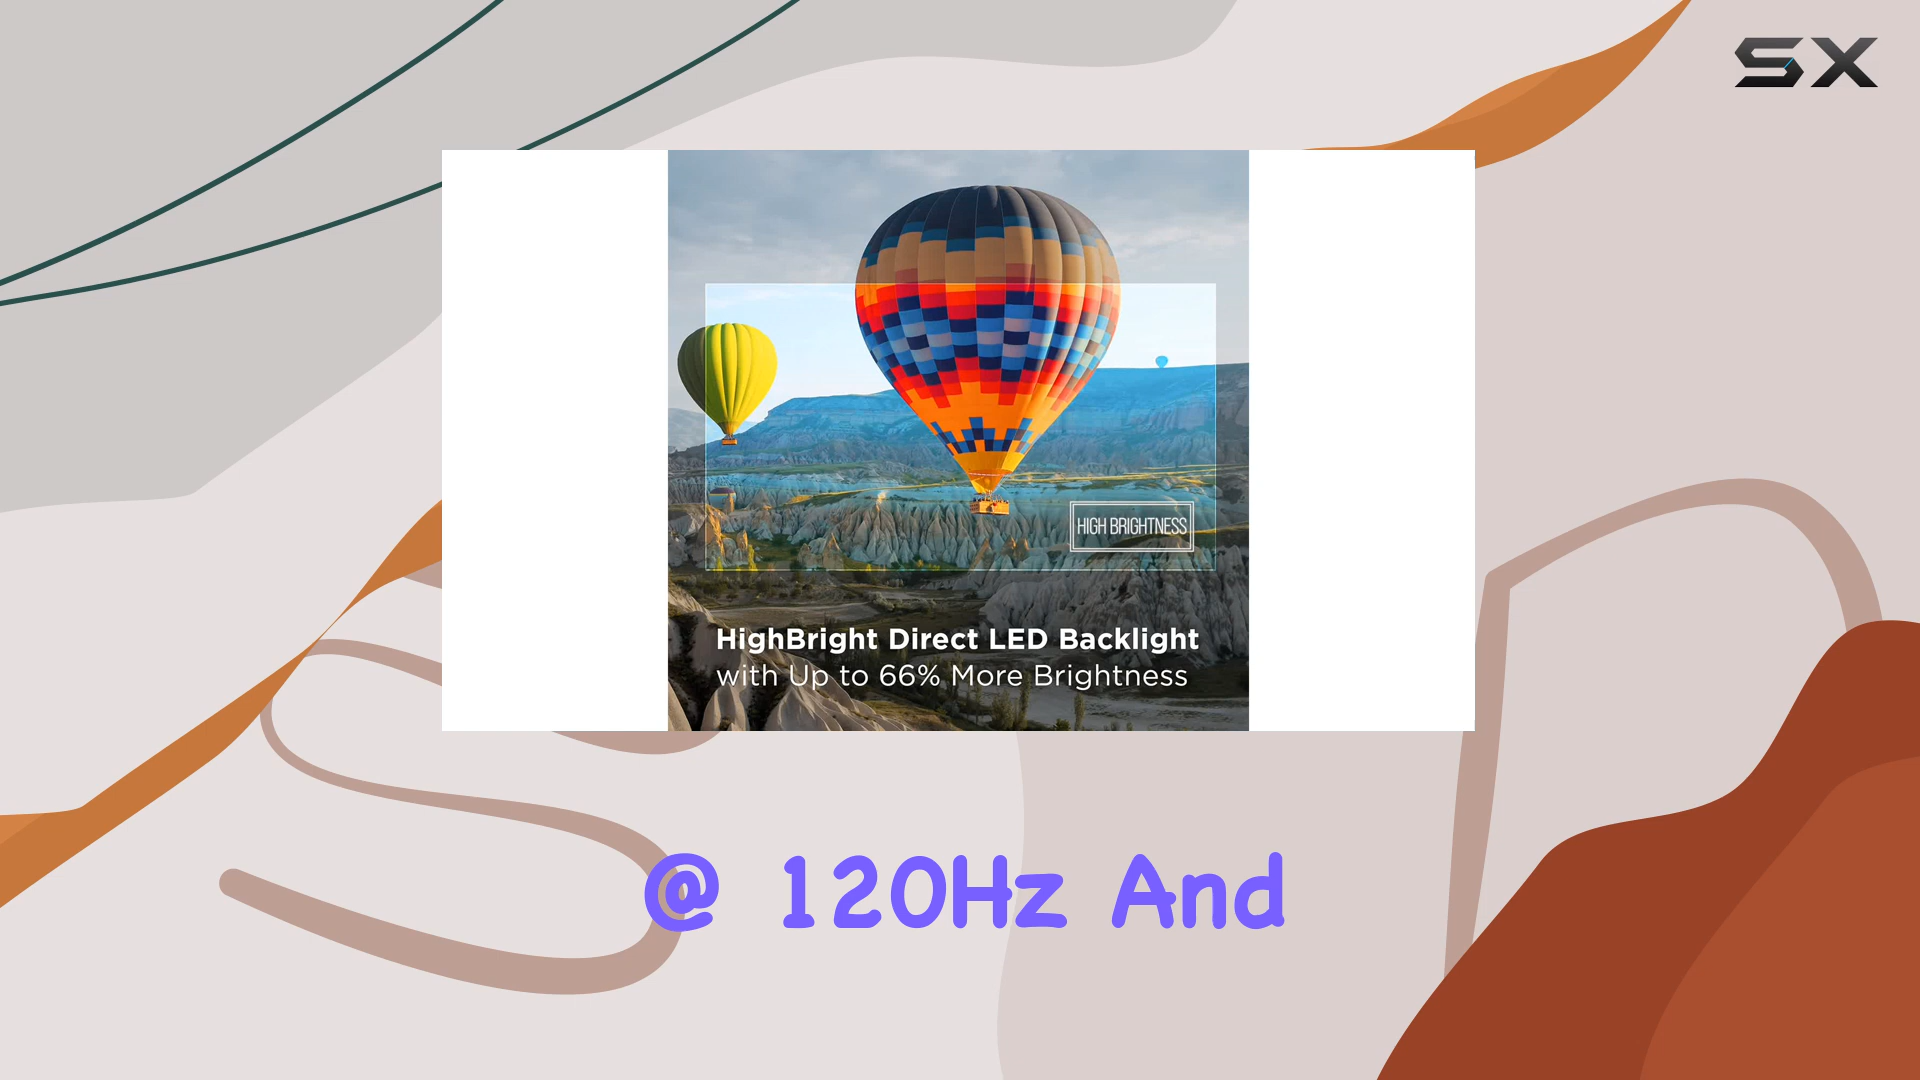 SX
HIGH BRIGHTNESS
HighBright Direct LED Backlight
with Up to 66% More Brightness
@ 120Hz And